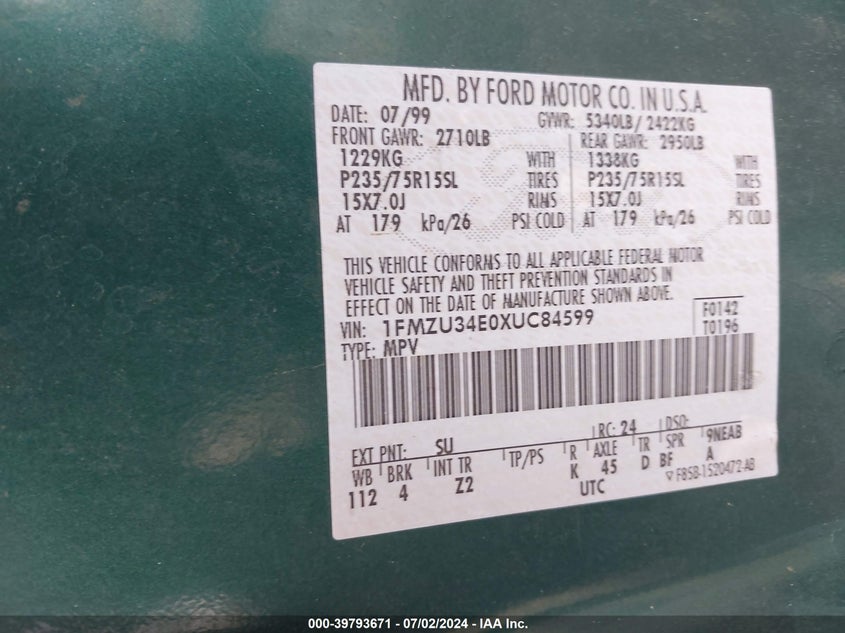 MFD. BY FORD MOTOR CO. IN U.S.A.
DATE: 07/99 GVWR: 5340LB/ 2422KG
FRONT GAWR: 2710LB REAR GAWR: 2950LB
1229KG WITH 1338KG WITH
P235/75R15SL TIRES P235/75R15SL TIRES
15X7.0J RIMS 15X7.0J RIMS
AT 179 kPa/26 PSI COLD AT 179 kPa/26 PSI COLD
THIS VEHICLE CONFORMS TO ALL APPLICABLE FEDERAL MOTOR
VEHICLE SAFETY AND THEFT PREVENTION STANDARDS IN
EFFECT ON THE DATE OF MANUFACTURE SHOWN ABOVE.
VIN: 1FMZU34E0XUC84599 F0142
TYPE: MPV T0196
EXT PNT: SU RC: 24 DSO:
WB BRK INT TR TP/PS R AXLE TR SPR 9NEAB
112 4 Z2 K 45 D BF A
UTC ▽ F85B-1520472-AB
000-39793671 - 07/02/2024 - IAA Inc.